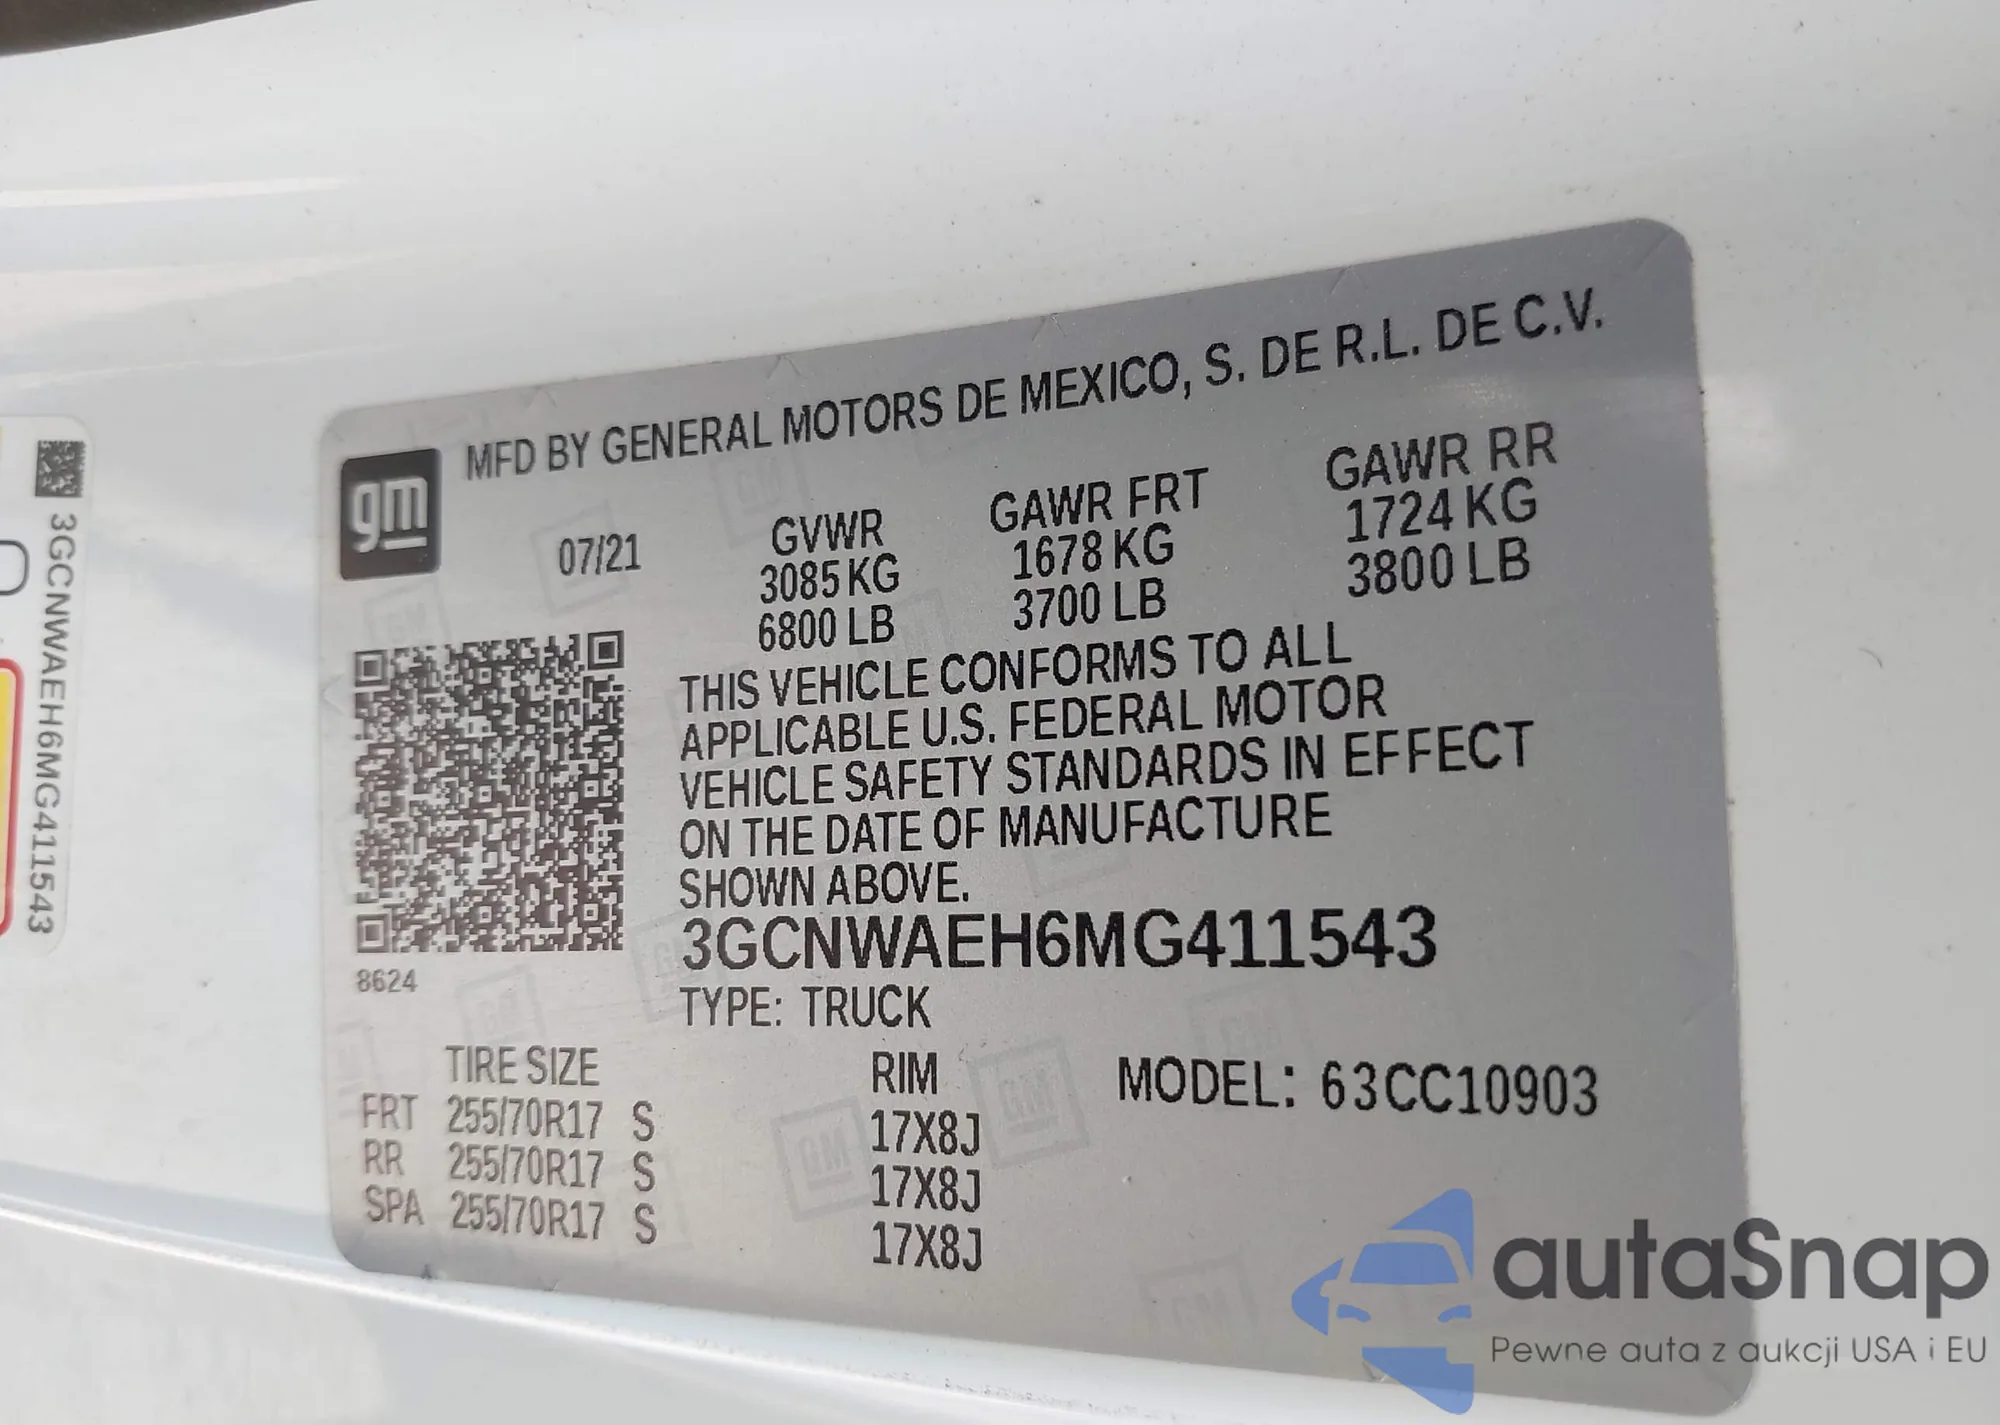 3GCNWAEH6MG411543
gm
MFD BY GENERAL MOTORS DE MEXICO, S. DE R.L. DE C.V.
07/21
GVWR
3085 KG
6800 LB
GAWR FRT
1678 KG
3700 LB
GAWR RR
1724 KG
3800 LB
THIS VEHICLE CONFORMS TO ALL
APPLICABLE U.S. FEDERAL MOTOR
VEHICLE SAFETY STANDARDS IN EFFECT
ON THE DATE OF MANUFACTURE
SHOWN ABOVE.
8624
3GCNWAEH6MG411543
TYPE: TRUCK
TIRE SIZE RIM MODEL: 63CC10903
FRT 255/70R17 S 17X8J
RR 255/70R17 S 17X8J
SPA 255/70R17 S 17X8J
autaSnap
Pewne auta z aukcji USA i EU